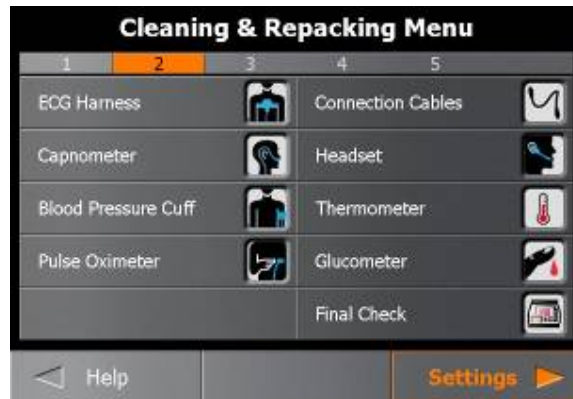 Cleaning & Repacking Menu
1 2 3 4 5
ECG Harness
Connection Cables
Capnometer
Headset
Blood Pressure Cuff
Thermometer
Pulse Oximeter
Glucometer
Final Check
Help
Settings